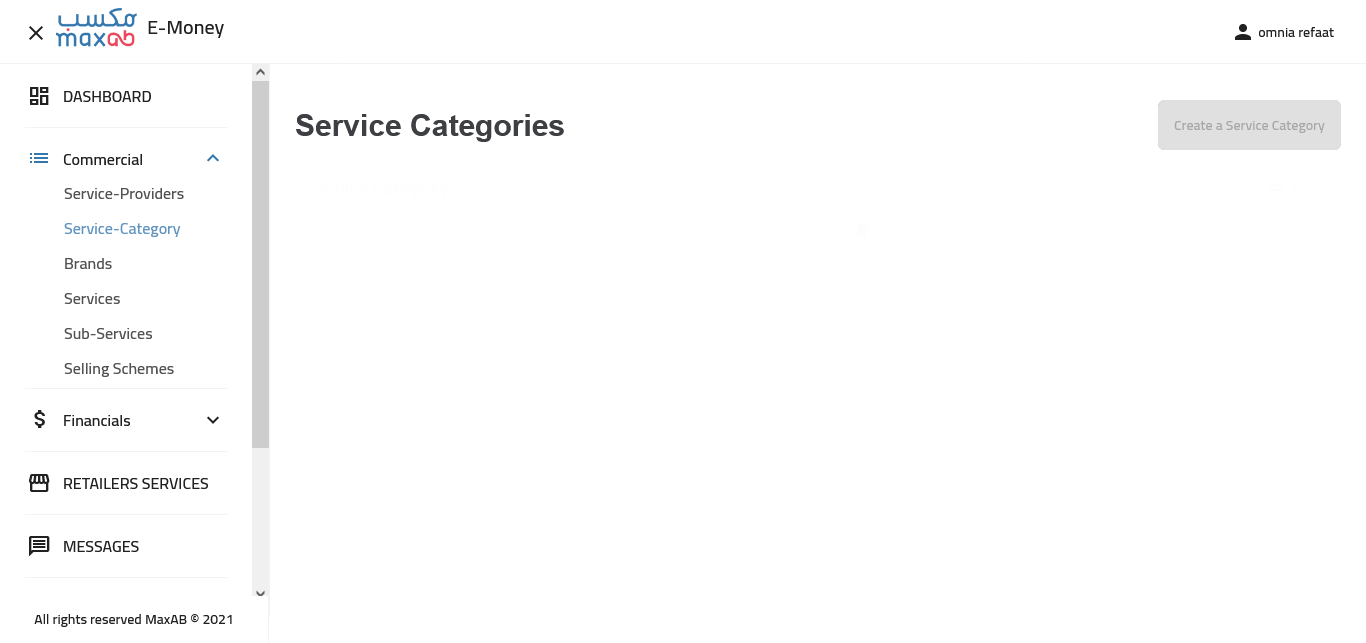 مكسب
maxab
E-Money
omnia refaat
DASHBOARD
Commercial
Service-Providers
Service-Category
Brands
Services
Sub-Services
Selling Schemes
Financials
RETAILERS SERVICES
MESSAGES
All rights reserved MaxAB © 2021
Service Categories
Create a Service Category